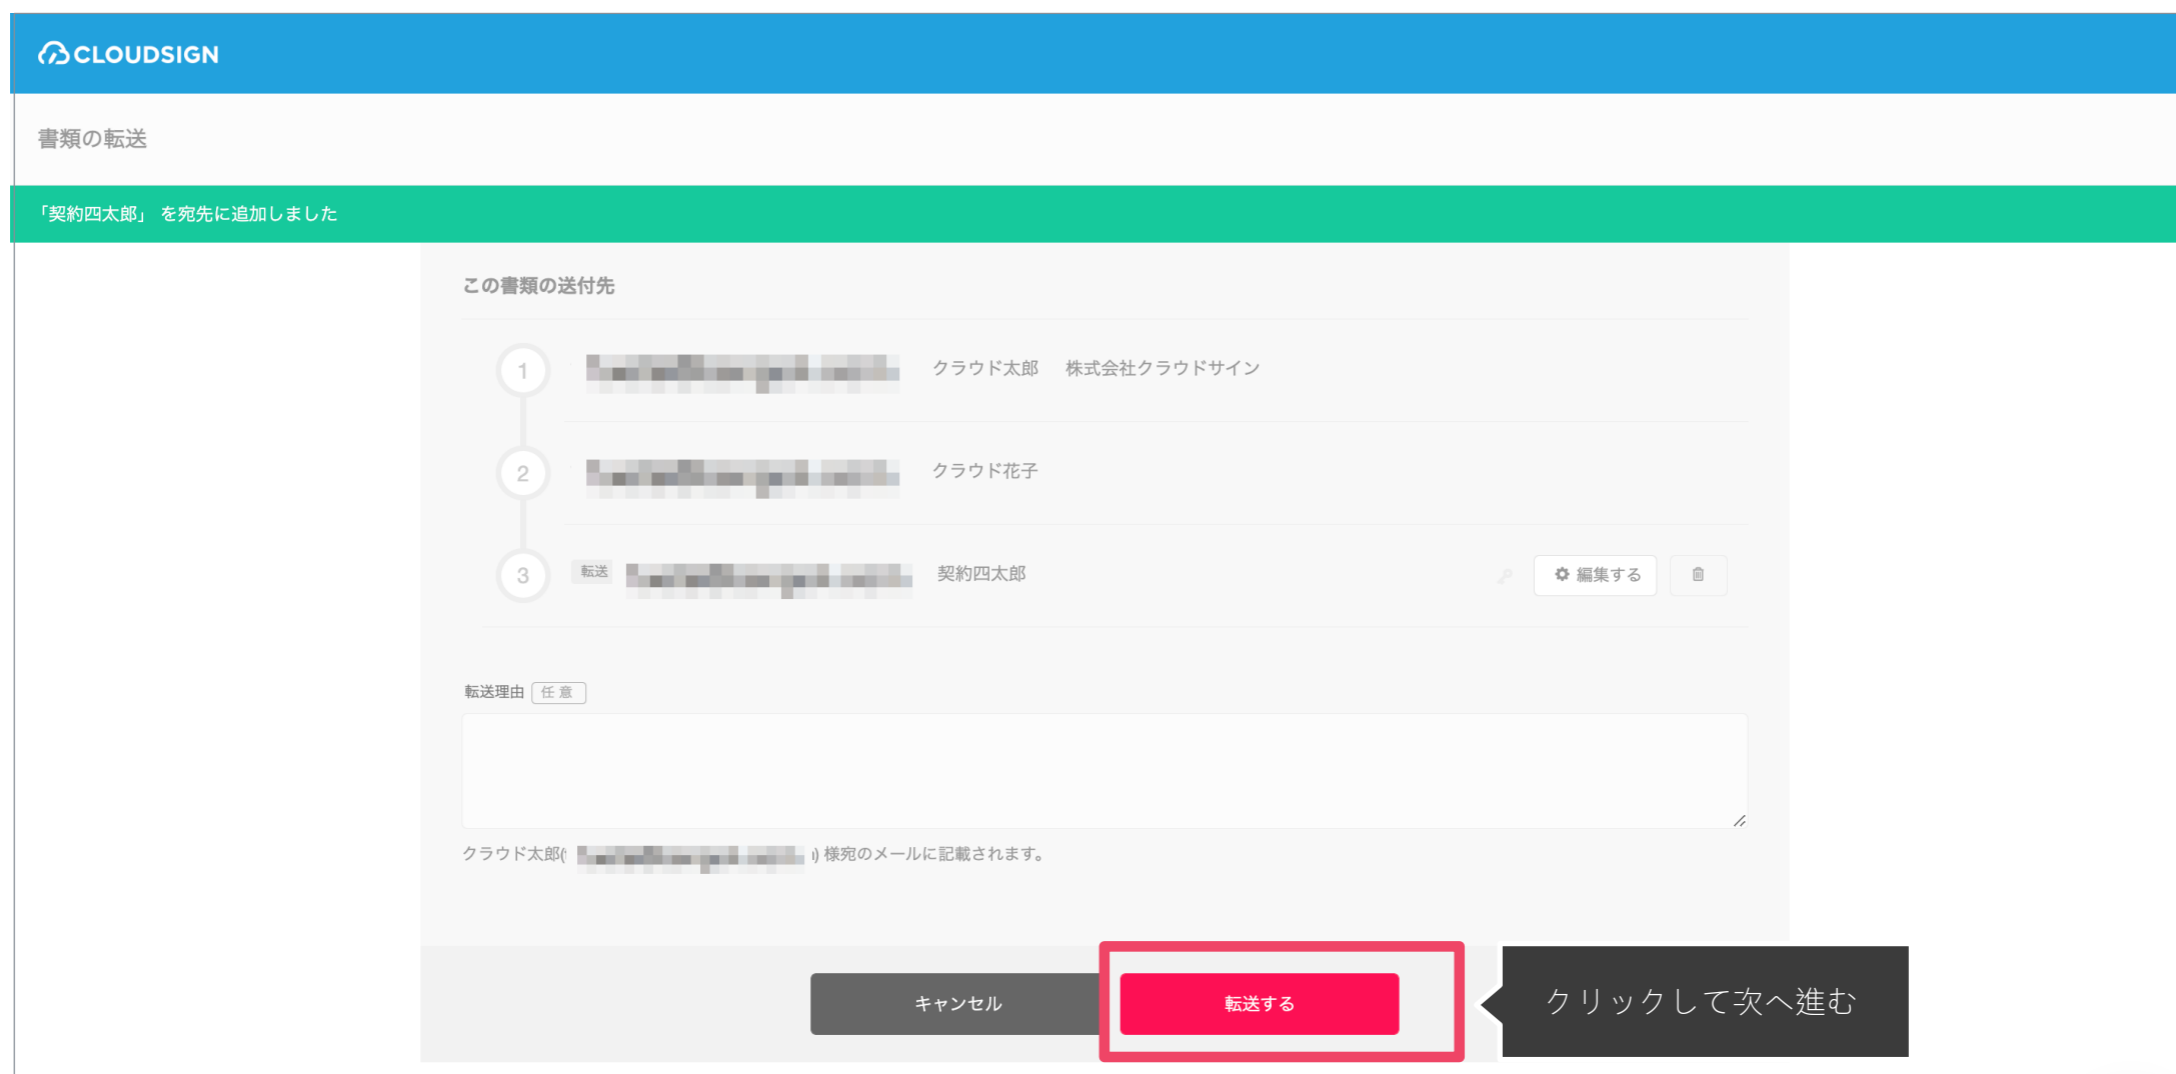 CLOUDSIGN
書類の転送
「契約四太郎」 を宛先に追加しました
この書類の送付先
1 クラウド太郎 株式会社クラウドサイン
2 クラウド花子
3 転送 契約四太郎 編集する
転送理由 任意
クラウド太郎( ) 様宛のメールに記載されます。
キャンセル 転送する クリックして次へ進む